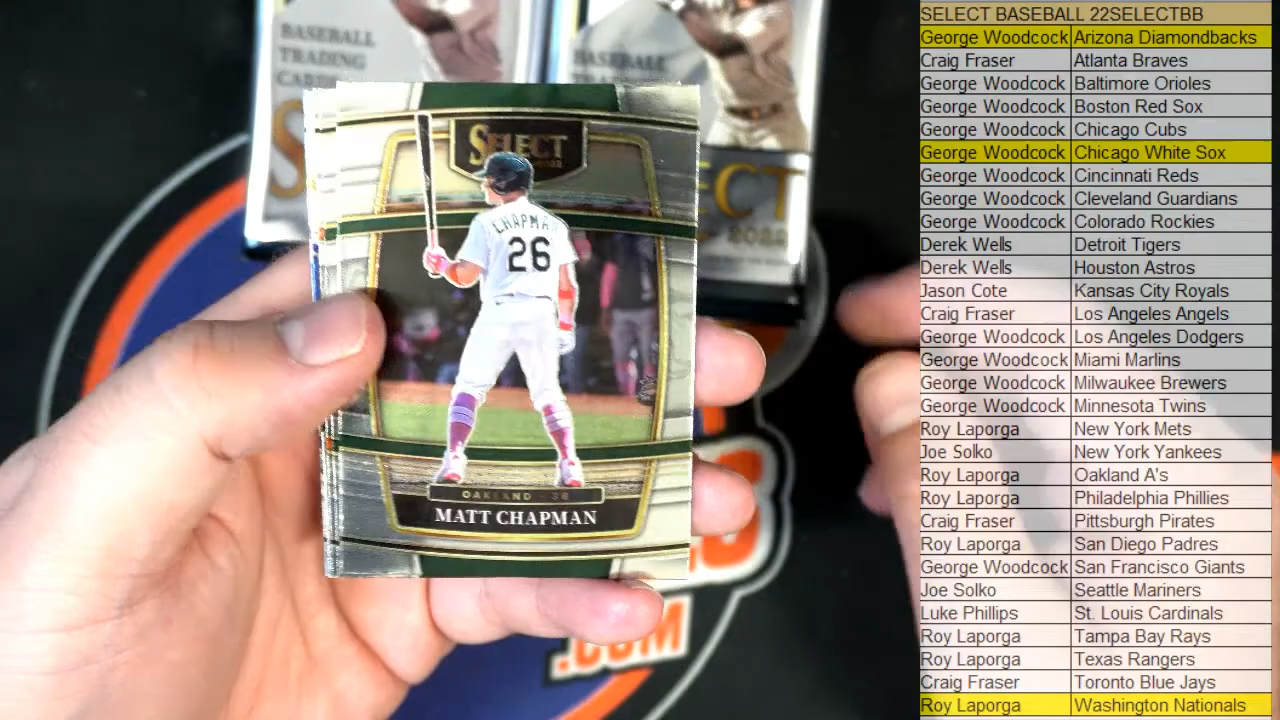 BASEBALL
TRADING
CARDS
BASEBALL
SELECT
CHAPMAN
26
OAKLAND - 3B
MATT CHAPMAN
ECT
2022
.COM
SELECT BASEBALL 22SELECTBB
George Woodcock Arizona Diamondbacks
Craig Fraser Atlanta Braves
George Woodcock Baltimore Orioles
George Woodcock Boston Red Sox
George Woodcock Chicago Cubs
George Woodcock Chicago White Sox
George Woodcock Cincinnati Reds
George Woodcock Cleveland Guardians
George Woodcock Colorado Rockies
Derek Wells Detroit Tigers
Derek Wells Houston Astros
Jason Cote Kansas City Royals
Craig Fraser Los Angeles Angels
George Woodcock Los Angeles Dodgers
George Woodcock Miami Marlins
George Woodcock Milwaukee Brewers
George Woodcock Minnesota Twins
Roy Laporga New York Mets
Joe Solko New York Yankees
Roy Laporga Oakland A's
Roy Laporga Philadelphia Phillies
Craig Fraser Pittsburgh Pirates
Roy Laporga San Diego Padres
George Woodcock San Francisco Giants
Joe Solko Seattle Mariners
Luke Phillips St. Louis Cardinals
Roy Laporga Tampa Bay Rays
Roy Laporga Texas Rangers
Craig Fraser Toronto Blue Jays
Roy Laporga Washington Nationals